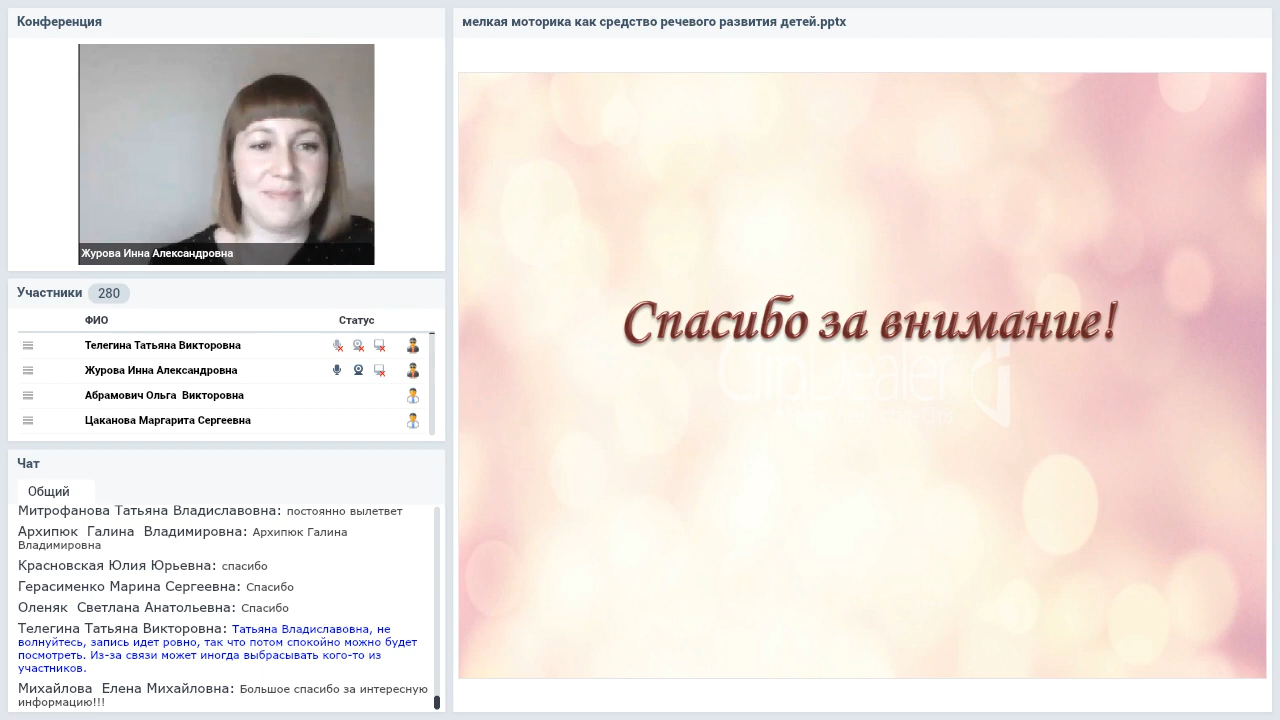 Конференция
Журова Инна Александровна
Участники 280
ФИО Статус
Телегина Татьяна Викторовна
Журова Инна Александровна
Абрамович Ольга Викторовна
Цаканова Маргарита Сергеевна
Чат
Общий
Митрофанова Татьяна Владиславовна: постоянно вылетвет
Архипюк Галина Владимировна: Архипюк Галина
Владимировна
Красновская Юлия Юрьевна: спасибо
Герасименко Марина Сергеевна: Спасибо
Оленяк Светлана Анатольевна: Спасибо
Телегина Татьяна Викторовна: Татьяна Владиславовна, не
волнуйтесь, запись идет ровно, так что потом спокойно можно будет
посмотреть. Из-за связи может иногда выбрасывать кого-то из
участников.
Михайлова Елена Михайловна: Большое спасибо за интересную
информацию!!!
мелкая моторика как средство речевого развития детей.pptx
Спасибо за внимание!